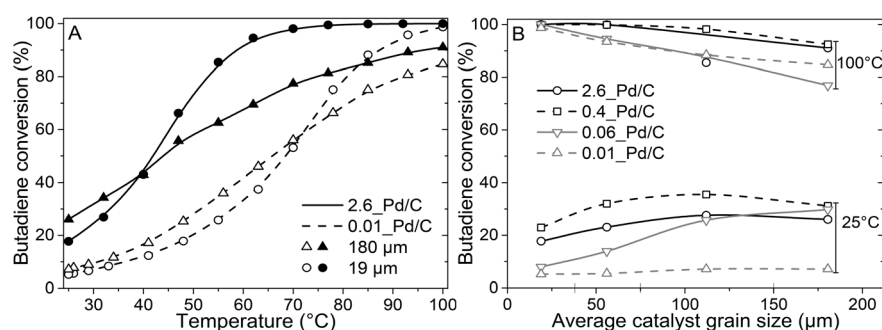 A
Butadiene conversion (%)
100
80
60
40
20
0
30 40 50 60 70 80 90 100
Temperature (°C)
2.6_Pd/C
0.01_Pd/C
180 µm
19 µm
B
Butadiene conversion (%)
100
80
60
40
20
0
0 50 100 150 200
Average catalyst grain size (µm)
100°C
2.6_Pd/C
0.4_Pd/C
0.06_Pd/C
0.01_Pd/C
25°C